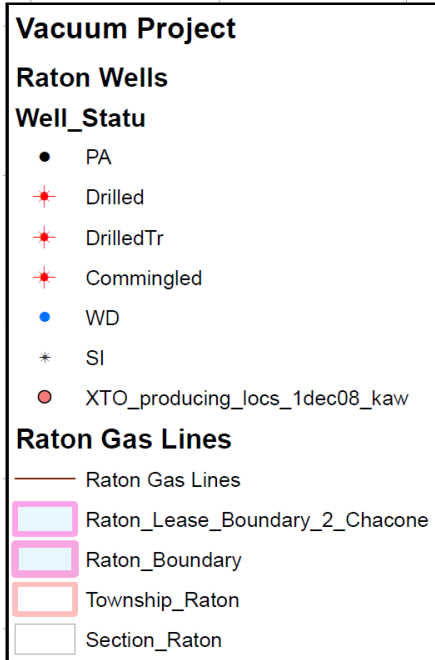 Vacuum Project
Raton Wells
Well_Statu
PA
Drilled
DrilledTr
Commingled
WD
SI
XTO_producing_locs_1dec08_kaw
Raton Gas Lines
Raton Gas Lines
Raton_Lease_Boundary_2_Chacone
Raton_Boundary
Township_Raton
Section_Raton